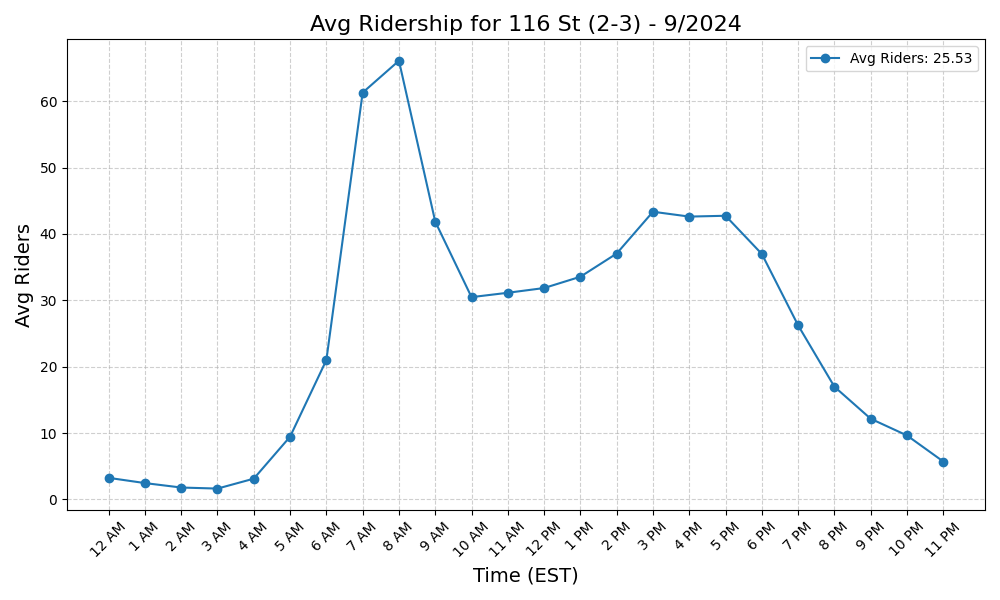 Avg Ridership for 116 St (2-3) - 9/2024
Avg Riders: 25.53
Avg Riders
60
50
40
30
20
10
0
12 AM
1 AM
2 AM
3 AM
4 AM
5 AM
6 AM
7 AM
8 AM
9 AM
10 AM
11 AM
12 PM
1 PM
2 PM
3 PM
4 PM
5 PM
6 PM
7 PM
8 PM
9 PM
10 PM
11 PM
Time (EST)